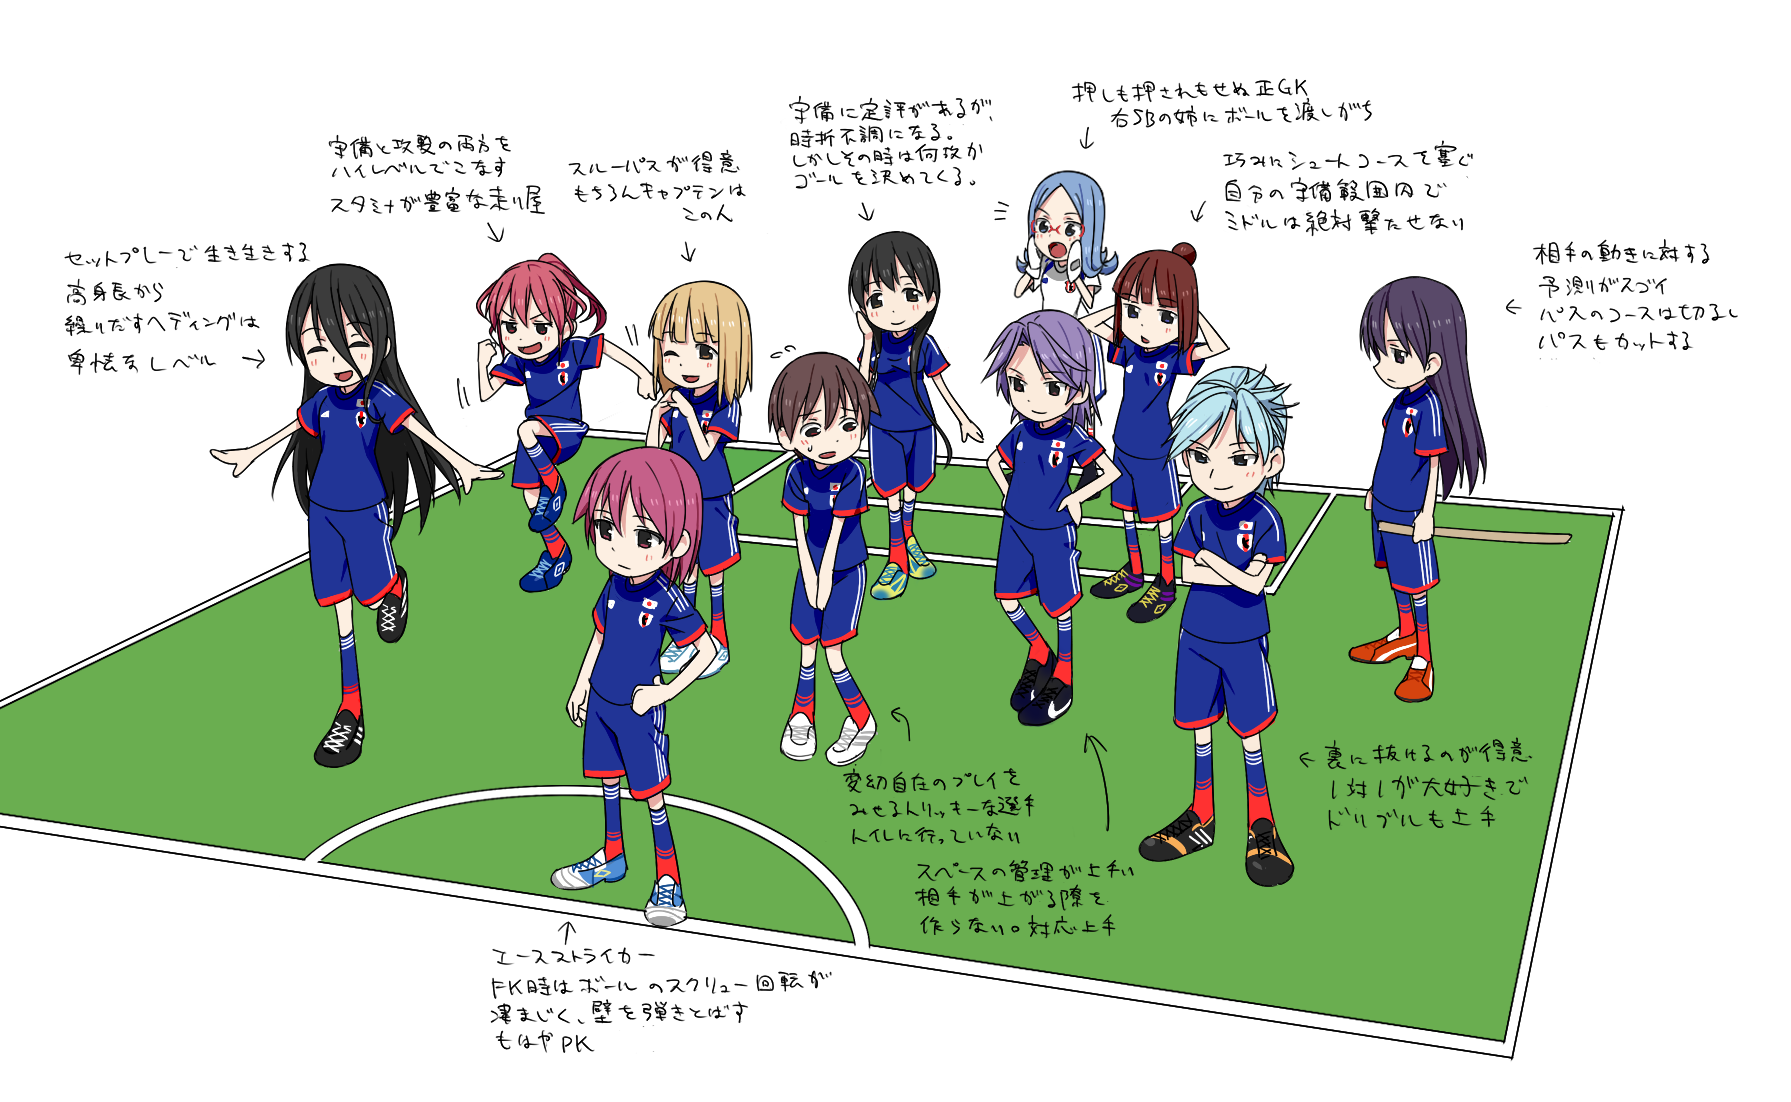 セットプレーで生き生きする
高身長から
繰りだすヘディングは
卑怯なレベル
守備と攻撃の両方を
ハイレベルでこなす
スタミナが豊富な走り屋
スルーパスが得意
もちろんキャプテンは
この人
守備に定評があるが、
時折不調になる。
しかしその時は何故か
ゴールを決めてくる。
押しも押されもせぬ正GK
右SBの姉にボールを渡しがち
巧みにシュートコースを塞ぐ
自分の守備範囲内で
ミドルは絶対撃たせない
相手の動きに対する
予測がスゴイ
パスのコースは切るし
パスもカットする
変幻自在のプレイを
みせるトリッキーな選手
トイレに行っていない
スペースの管理が上手い
相手が上がる隙を
作らない。対応上手
裏に抜けるのが得意
1対1が大好きで
ドリブルも上手
エースストライカー
FK時はボールのスクリュー回転が
凄まじく、壁を弾きとばす
もはやPK